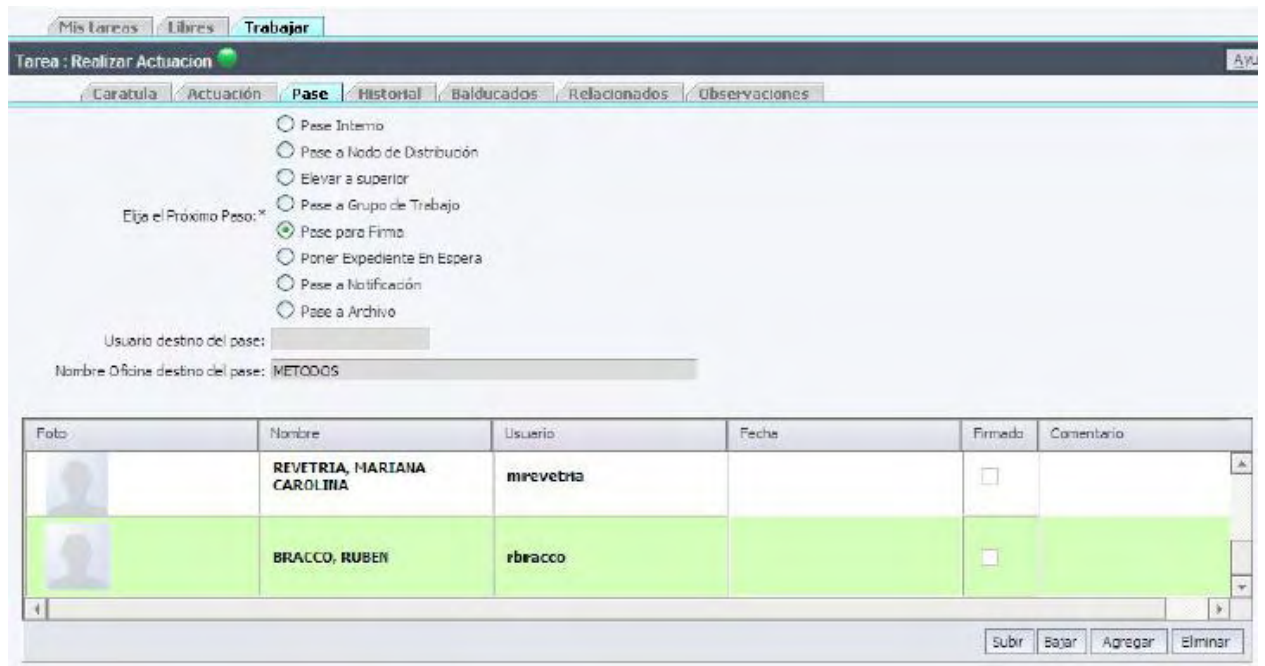 Mis tareas Libres Trabajar
Tarea : Realizar Actuacion
Ayu
Caratula Actuación Pase Historial Balducados Relacionados Observaciones
Pase Interno
Pase a Nodo de Distribución
Elevar a superior
Elija el Próximo Paso:* Pase a Grupo de Trabajo
Pase para Firma
Poner Expediente En Espera
Pase a Notificación
Pase a Archivo
Usuario destino del pase:
Nombre Oficina destino del pase: METODOS
Foto Nombre Usuario Fecha Firmado Comentario
REVETRIA, MARIANA
CAROLINA
mrevetria
BRACCO, RUBEN rbracco
Subir Bajar Agregar Eliminar